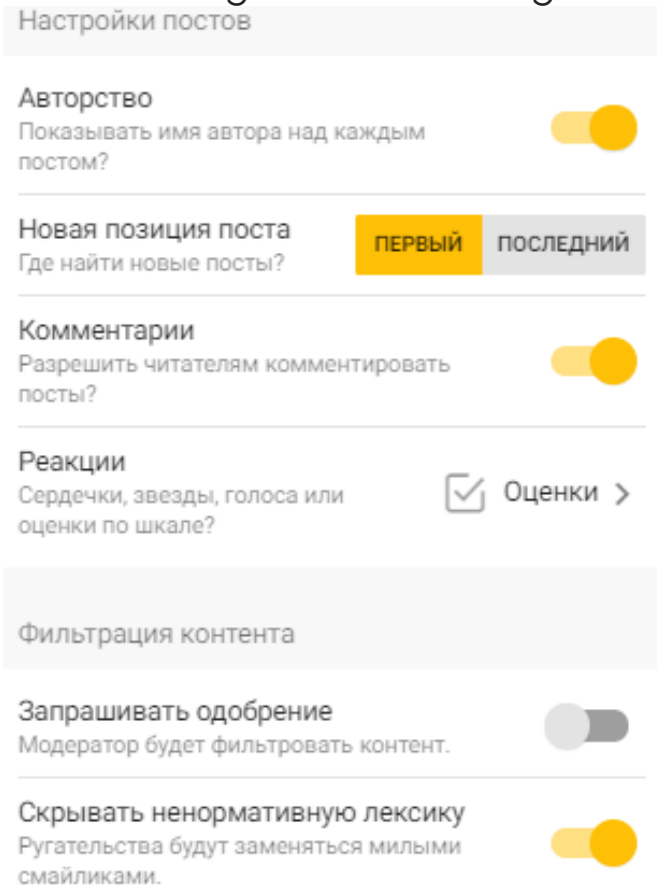 Настройки постов
Авторство
Показывать имя автора над каждым
постом?
Новая позиция поста
Где найти новые посты?
ПЕРВЫЙ ПОСЛЕДНИЙ
Комментарии
Разрешить читателям комментировать
посты?
Реакции
Сердечки, звезды, голоса или
оценки по шкале?
Оценки >
Фильтрация контента
Запрашивать одобрение
Модератор будет фильтровать контент.
Скрывать ненормативную лексику
Ругательства будут заменяться милыми
смайликами.